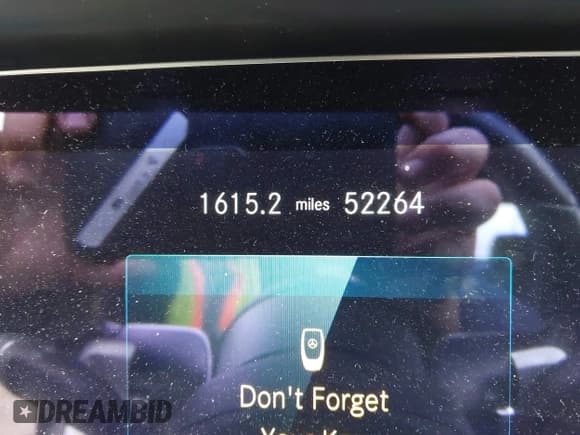 1615.2 miles 52264
Don't Forget
DREAMBID